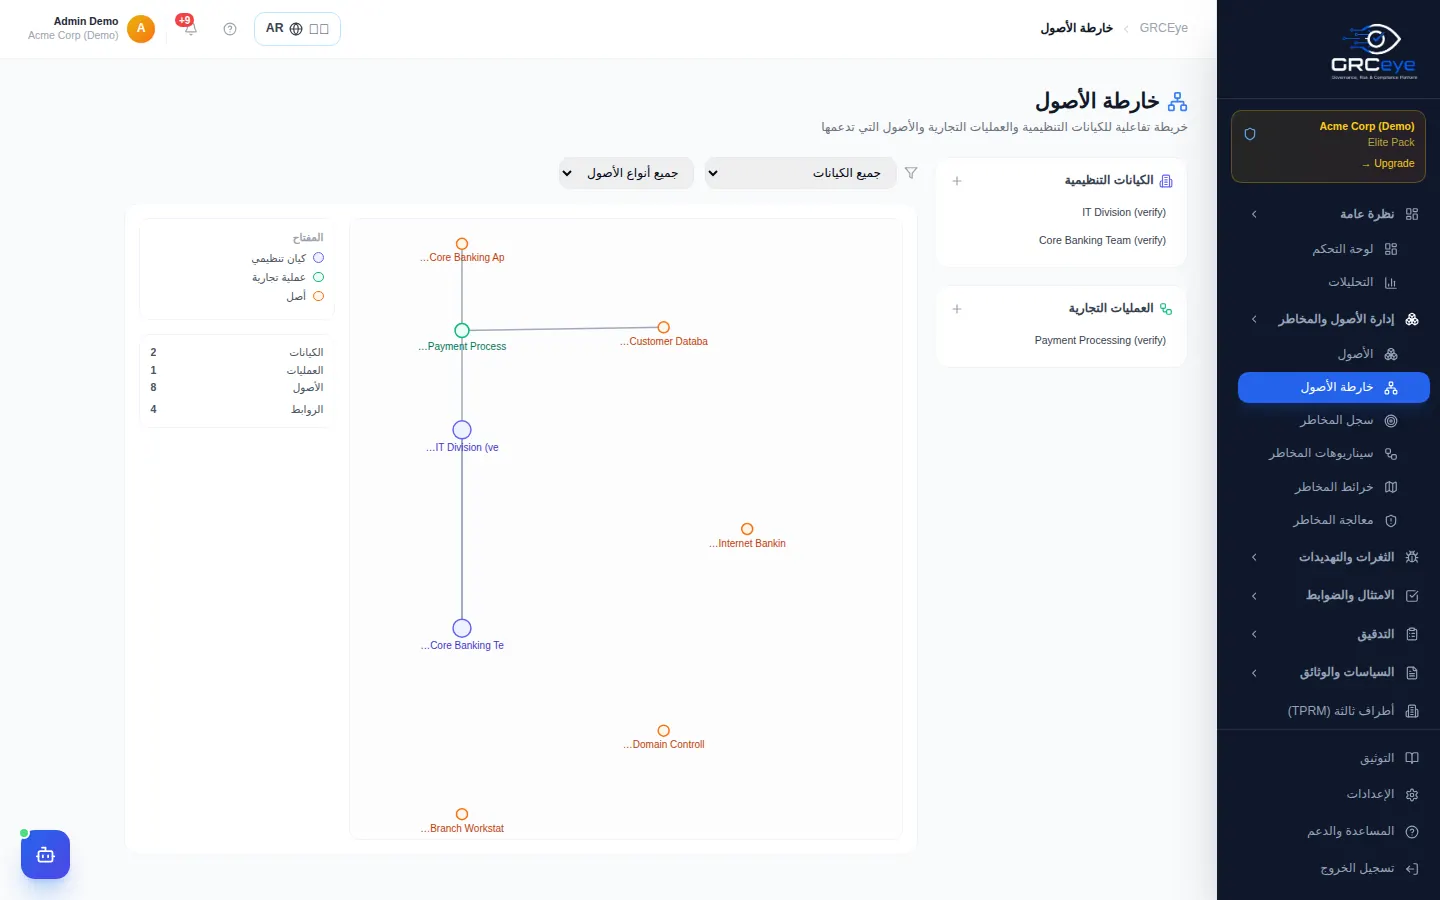 GRCeye
Governance, Risk & Compliance Platform
Acme Corp (Demo)
Elite Pack
Upgrade →
نظرة عامة
لوحة التحكم
التحليلات
إدارة الأصول والمخاطر
الأصول
خارطة الأصول
سجل المخاطر
سيناريوهات المخاطر
خرائط المخاطر
معالجة المخاطر
الثغرات والتهديدات
الامتثال والضوابط
التدقيق
السياسات والوثائق
أطراف ثالثة (TPRM)
التوثيق
الإعدادات
المساعدة والدعم
تسجيل الخروج
GRCEye
خارطة الأصول
AR
+9
A
Admin Demo
Acme Corp (Demo)
خارطة الأصول
خريطة تفاعلية للكيانات التنظيمية والعمليات التجارية والأصول التي تدعمها
الكيانات التنظيمية
IT Division (verify)
Core Banking Team (verify)
العمليات التجارية
Payment Processing (verify)
جميع الكيانات
جميع أنواع الأصول
Core Banking Ap…
Payment Process…
Customer Databa…
IT Division (ve…
Internet Bankin…
Core Banking Te…
Domain Controll…
Branch Workstat…
المفتاح
كيان تنظيمي
عملية تجارية
أصل
الكيانات 2
العمليات 1
الأصول 8
الروابط 4